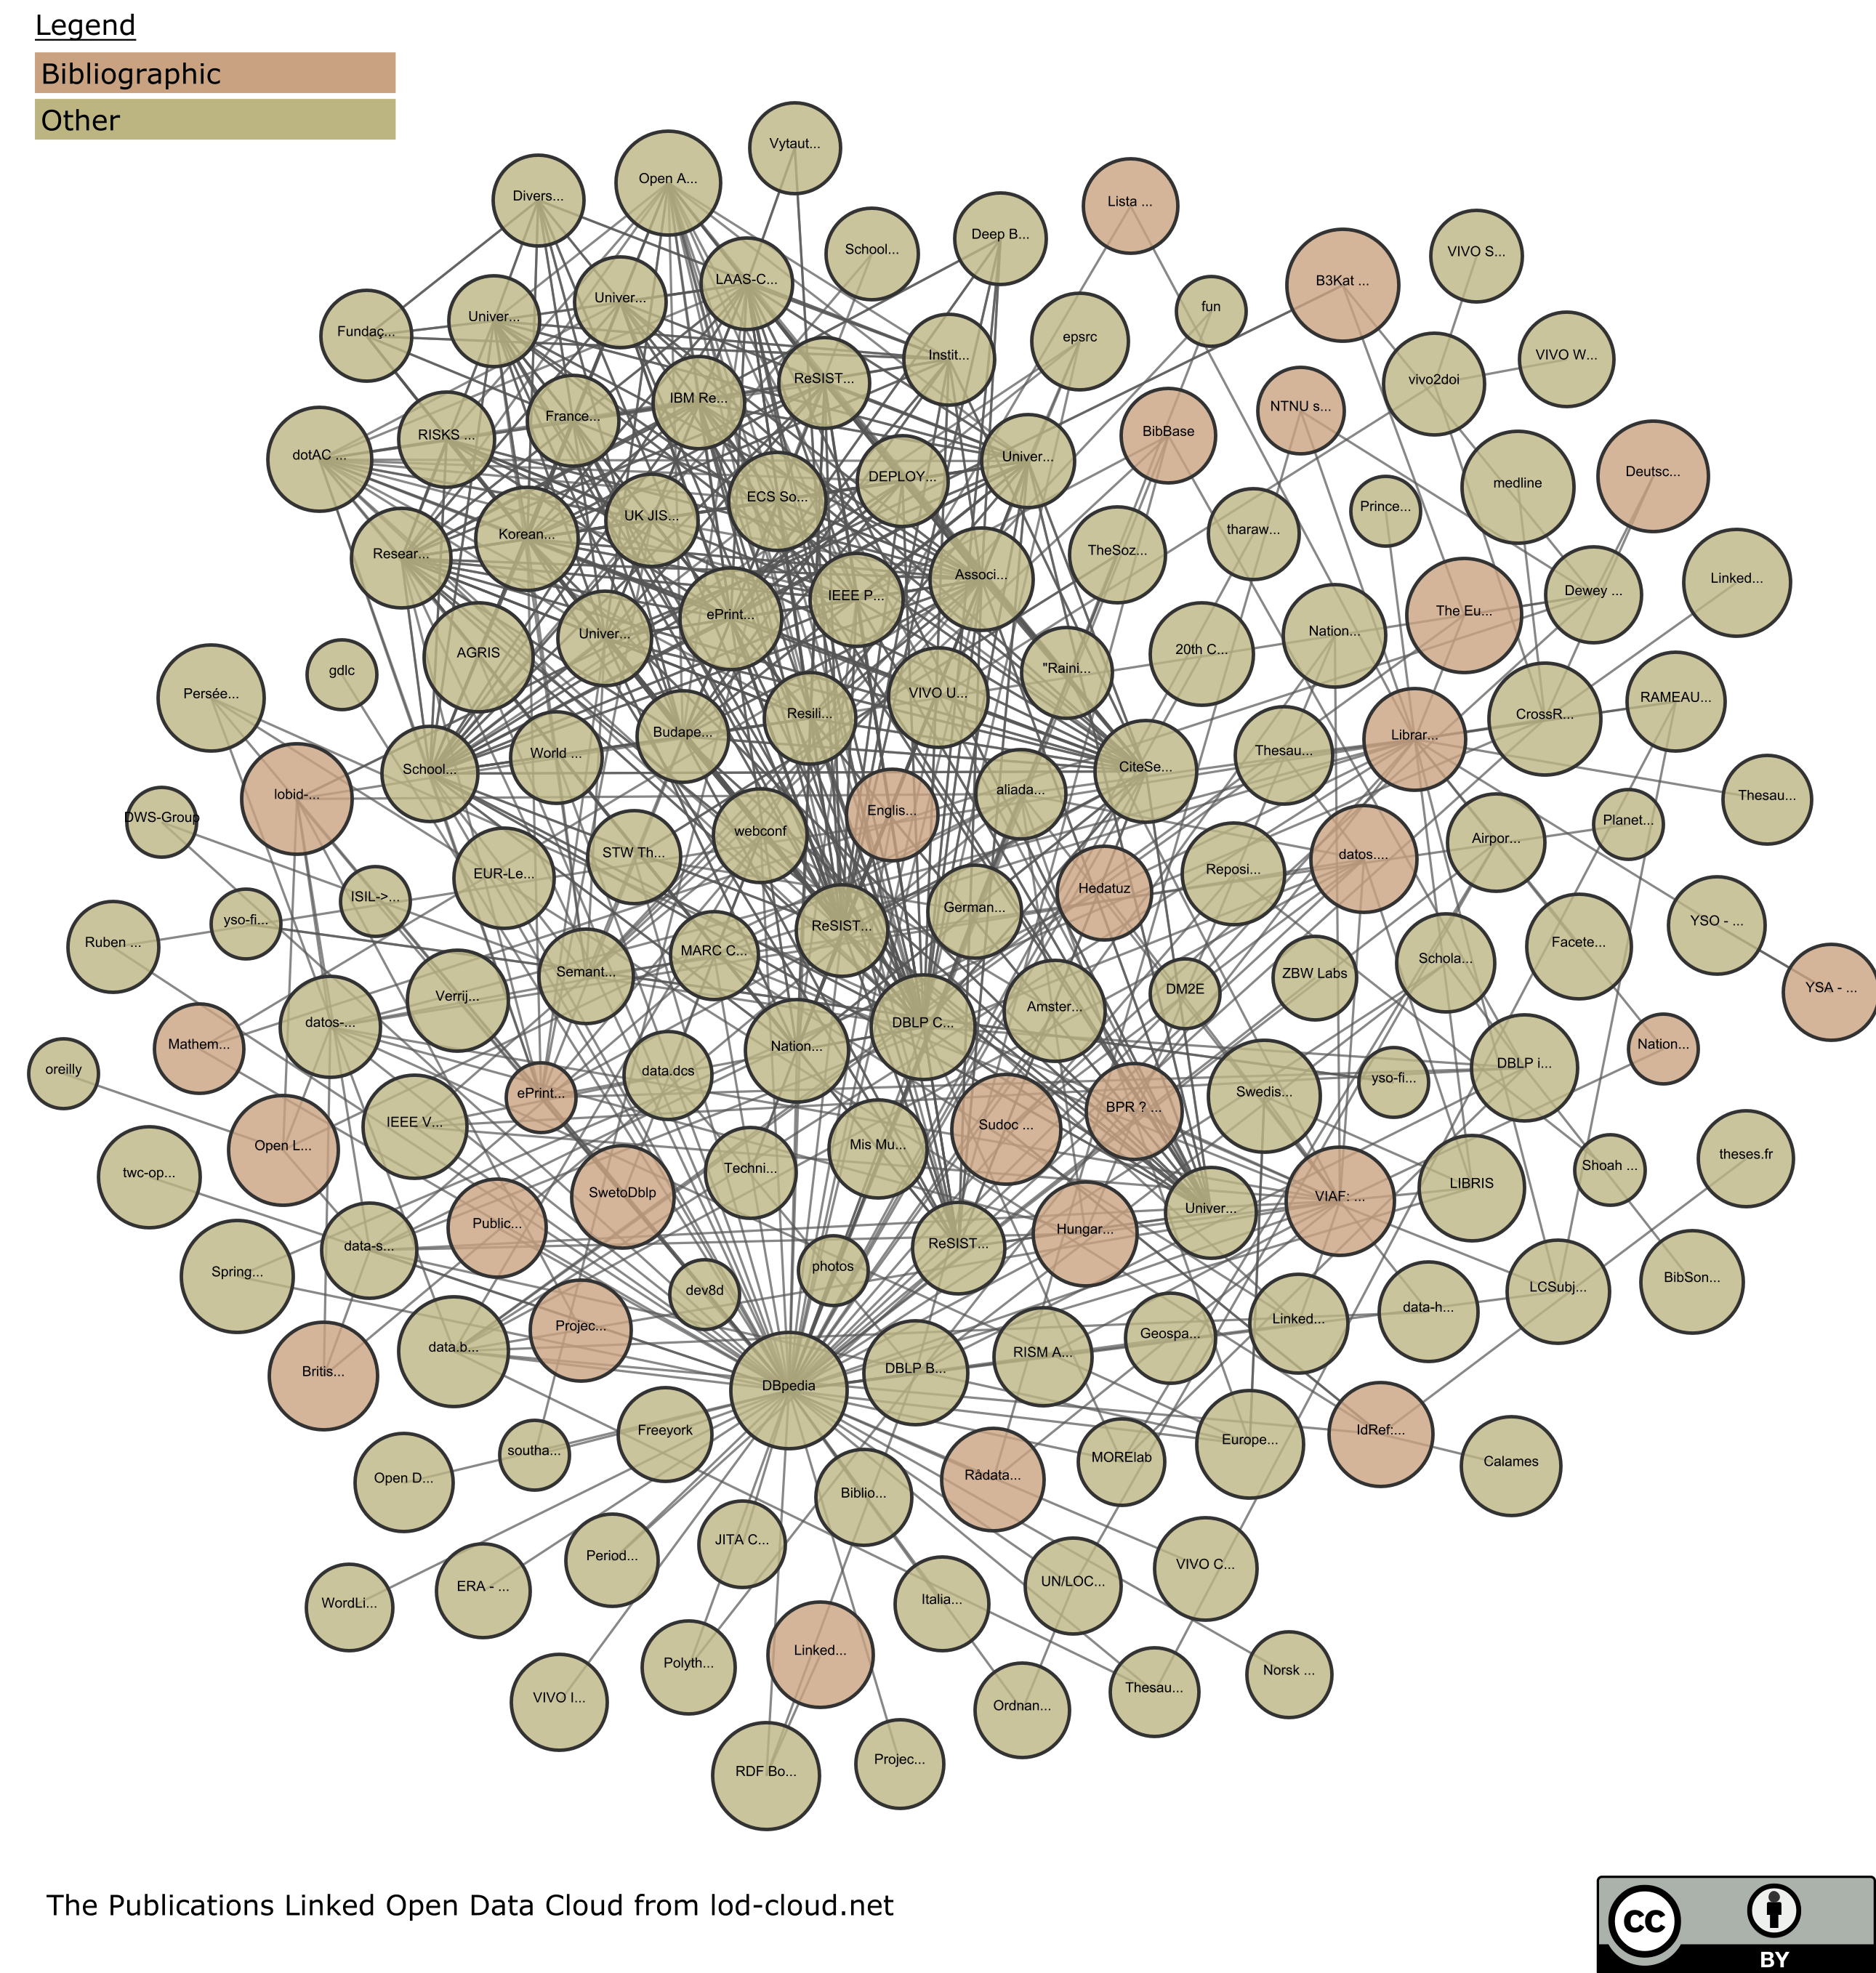 Legend
Bibliographic
Other
Vytaut...
Open A...
Divers...
Lista ...
School...
Deep B...
VIVO S...
LAAS-C...
B3Kat ...
Univer...
fun
Univer...
Fundaç...
epsrc
Instit...
VIVO W...
ReSIST...
vivo2doi
IBM Re...
NTNU s...
France...
BibBase
RISKS ...
dotAC ...
Univer...
Deutsc...
DEPLOY...
medline
ECS So...
Prince...
UK JIS...
tharaw...
Korean...
TheSoz...
Resear...
Associ...
Linked...
Dewey ...
IEEE P...
ePrint...
The Eu...
Univer...
Nation...
20th C...
AGRIS
"Raini...
gdlc
Persée...
VIVO U...
RAMEAU...
Resili...
CrossR...
Budape...
Librar...
World ...
Thesau...
School...
CiteSe...
lobid-...
aliada...
Thesau...
Englis...
DWS-Group
Planet...
webconf
Airpor...
STW Th...
datos....
EUR-Le...
Reposi...
Hedatuz
ISIL->...
German...
yso-fi...
ReSIST...
YSO - ...
Ruben ...
Facete...
MARC C...
Schola...
Semant...
ZBW Labs
DM2E
YSA - ...
Verrij...
Amster...
datos-...
DBLP C...
Mathem...
Nation...
Nation...
DBLP i...
oreilly
data.dcs
yso-fi...
ePrint...
Swedis...
BPR ? ...
IEEE V...
Sudoc ...
Open L...
Mis Mu...
theses.fr
Shoah ...
twc-op...
Techni...
LIBRIS
SwetoDblp
VIAF: ...
Univer...
Public...
Hungar...
data-s...
ReSIST...
photos
Spring...
BibSon...
LCSubj...
dev8d
data-h...
Linked...
Projec...
Geospa...
data.b...
RISM A...
DBLP B...
Britis...
DBpedia
Freeyork
IdRef:...
Europe...
southa...
MORElab
Calames
Open D...
Rådata...
Biblio...
JITA C...
Period...
VIVO C...
UN/LOC...
ERA - ...
Italia...
WordLi...
Linked...
Polyth...
Norsk ...
Thesau...
VIVO I...
Ordnan...
Projec...
RDF Bo...
The Publications Linked Open Data Cloud from lod-cloud.net
cc
BY